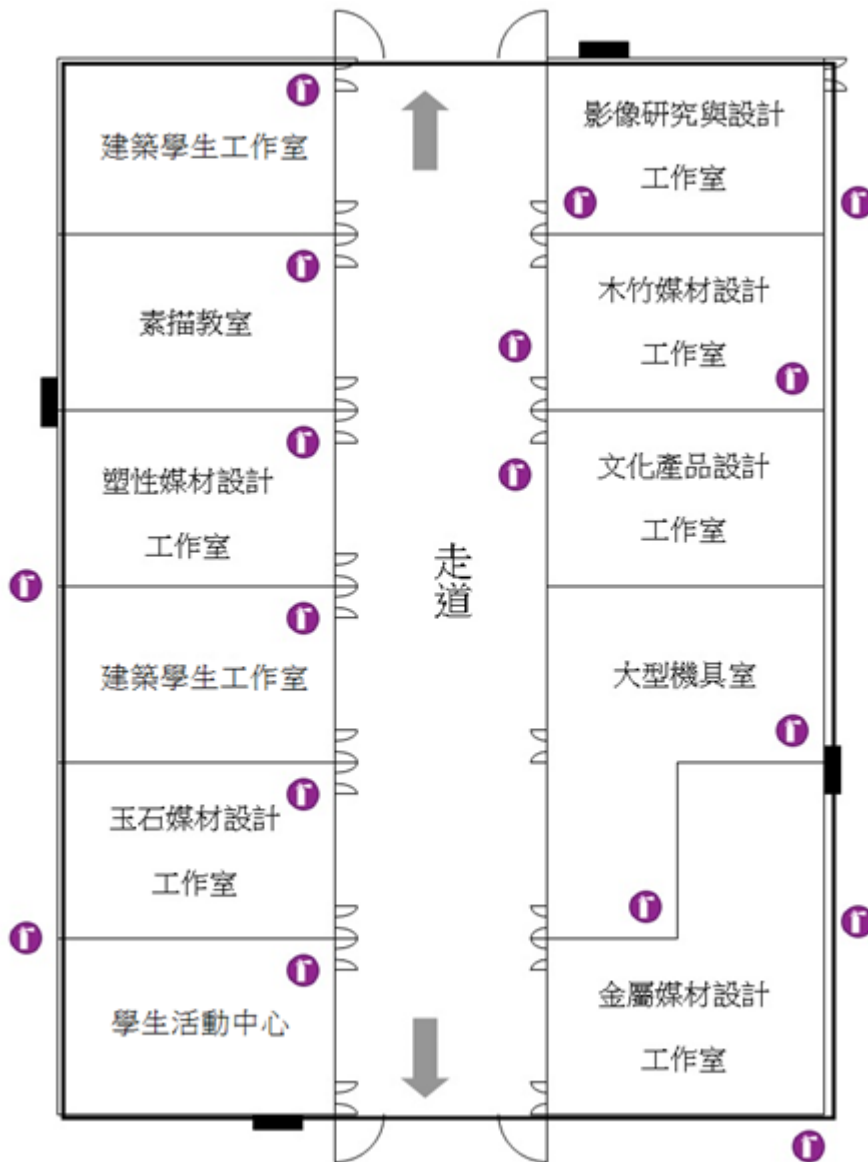 建築學生工作室
素描教室
塑性媒材設計
工作室
建築學生工作室
玉石媒材設計
工作室
學生活動中心
走道
影像研究與設計
工作室
木竹媒材設計
工作室
文化產品設計
工作室
大型機具室
金屬媒材設計
工作室